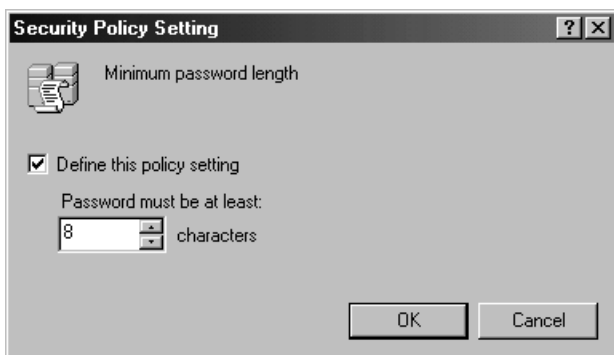 Security Policy Setting
Minimum password length
Define this policy setting
Password must be at least:
8 characters
OK Cancel